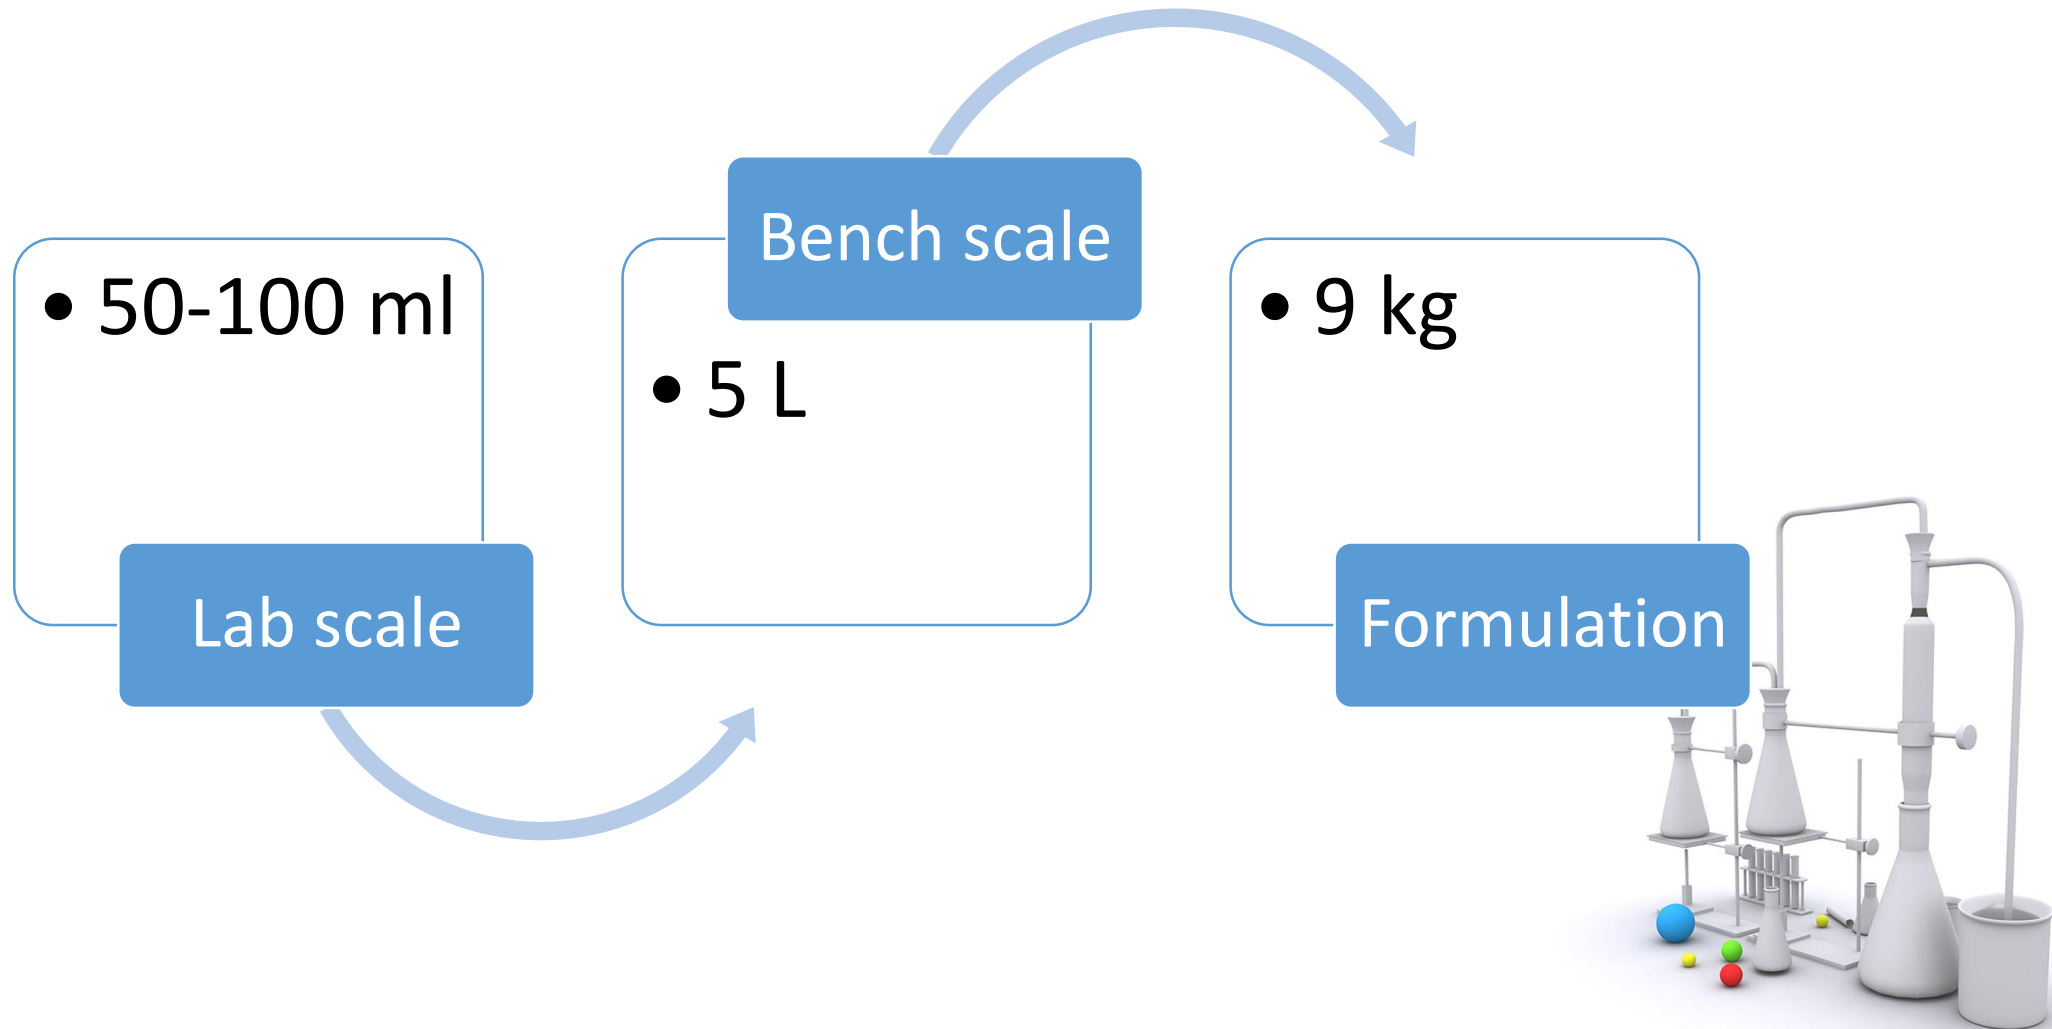 • 50-100 ml
Lab scale
Bench scale
• 5 L
• 9 kg
Formulation